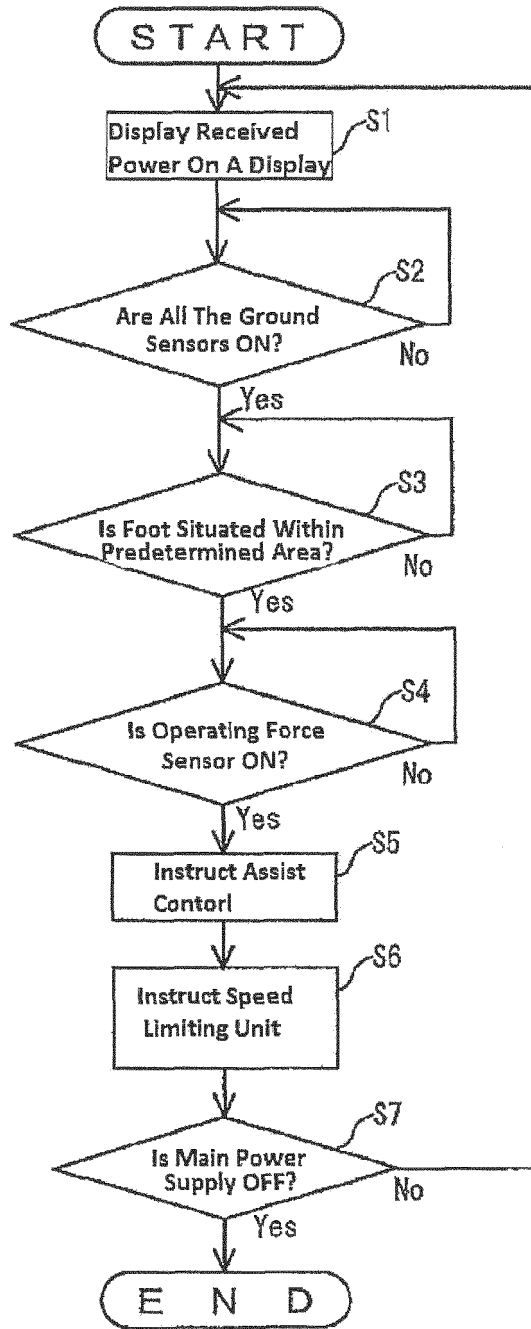 START
S1
Display Received
Power On A Display
S2
Are All The Ground
Sensors ON?
No
Yes
S3
Is Foot Situated Within
Predetermined Area?
No
Yes
S4
Is Operating Force
Sensor ON?
No
Yes
S5
Instruct Assist
Contorl
S6
Instruct Speed
Limiting Unit
S7
Is Main Power
Supply OFF?
No
Yes
END